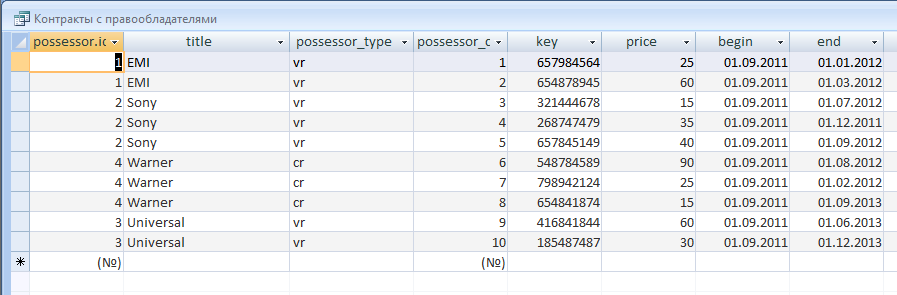 Контракты с правообладателями
possessor.ic title possessor_type possessor_c key price begin end
1 EMI vr 1 657984564 25 01.09.2011 01.01.2012
1 EMI vr 2 654878945 60 01.09.2011 01.03.2012
2 Sony vr 3 321444678 15 01.09.2011 01.07.2012
2 Sony vr 4 268747479 35 01.09.2011 01.12.2011
2 Sony vr 5 657845149 40 01.09.2011 01.09.2012
4 Warner cr 6 548784589 90 01.09.2011 01.08.2012
4 Warner cr 7 798942124 25 01.09.2011 01.02.2012
4 Warner cr 8 654841874 15 01.09.2011 01.09.2013
3 Universal vr 9 416841844 60 01.09.2011 01.06.2013
3 Universal vr 10 185487487 30 01.09.2011 01.12.2013
(№) (№)